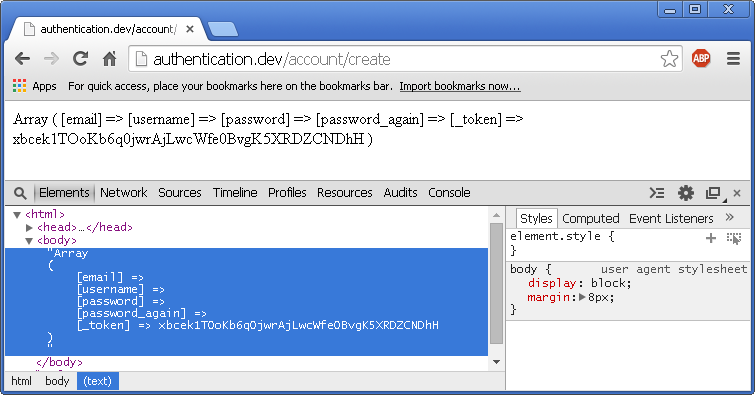 authentication.dev/account/
authentication.dev/account/create
ABP
Apps For quick access, place your bookmarks here on the bookmarks bar. Import bookmarks now...
Array ( [email] => [username] => [password] => [password_again] => [_token] =>
xbcek1TOoKb6q0jwrAjLwcWfe0BvgK5XRDZCNDhH )
Elements Network Sources Timeline Profiles Resources Audits Console
<html>
<head>…</head>
<body>
"Array
(
[email] =>
[username] =>
[password] =>
[password_again] =>
[_token] => xbcek1TOoKb6q0jwrAjLwcWfe0BvgK5XRDZCNDhH
)
"
</body>
html body (text)
Styles Computed Event Listeners »
element.style {
}
body { user agent stylesheet
display: block;
margin: 8px;
}